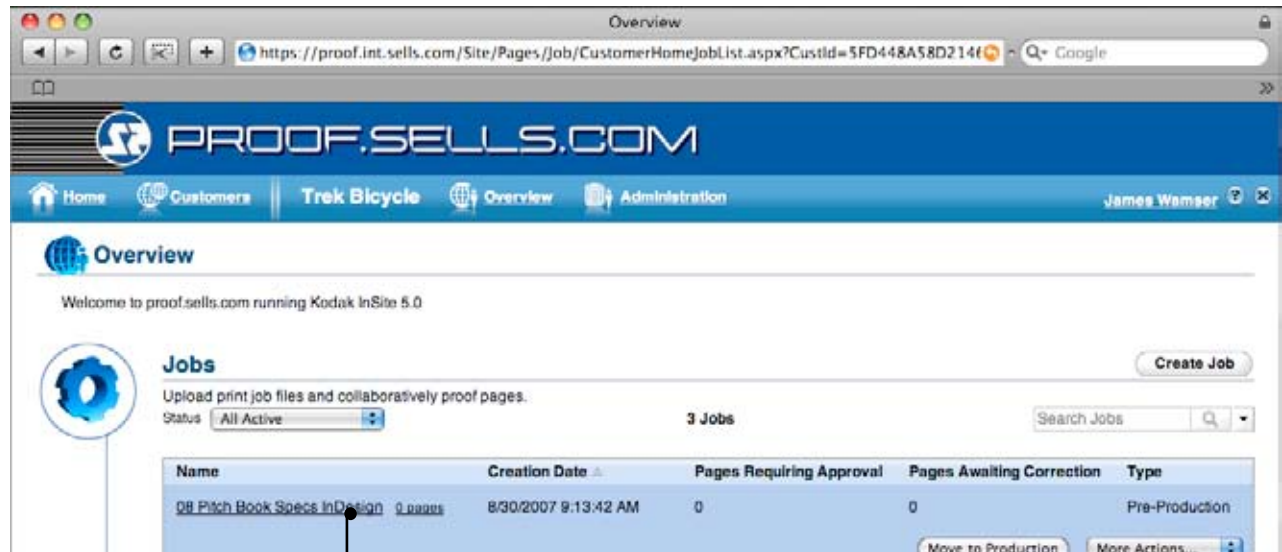 Overview
https://proof.int.sells.com/Site/Pages/Job/CustomerHomeJobList.aspx?CustId=5FD448A58D214 Google
PROOF.SELLS.COM
Home Customers Trek Bicycle Overview Administration James Wamser
Overview
Welcome to proof.sells.com running Kodak InSite 5.0
Jobs Create Job
Upload print job files and collaboratively proof pages.
Status All Active 3 Jobs Search Jobs
Name Creation Date Pages Requiring Approval Pages Awaiting Correction Type
08 Pitch Book Specs InDesign 0 pages 8/30/2007 9:13:42 AM 0 0 Pre-Production
Move to Production More Actions...